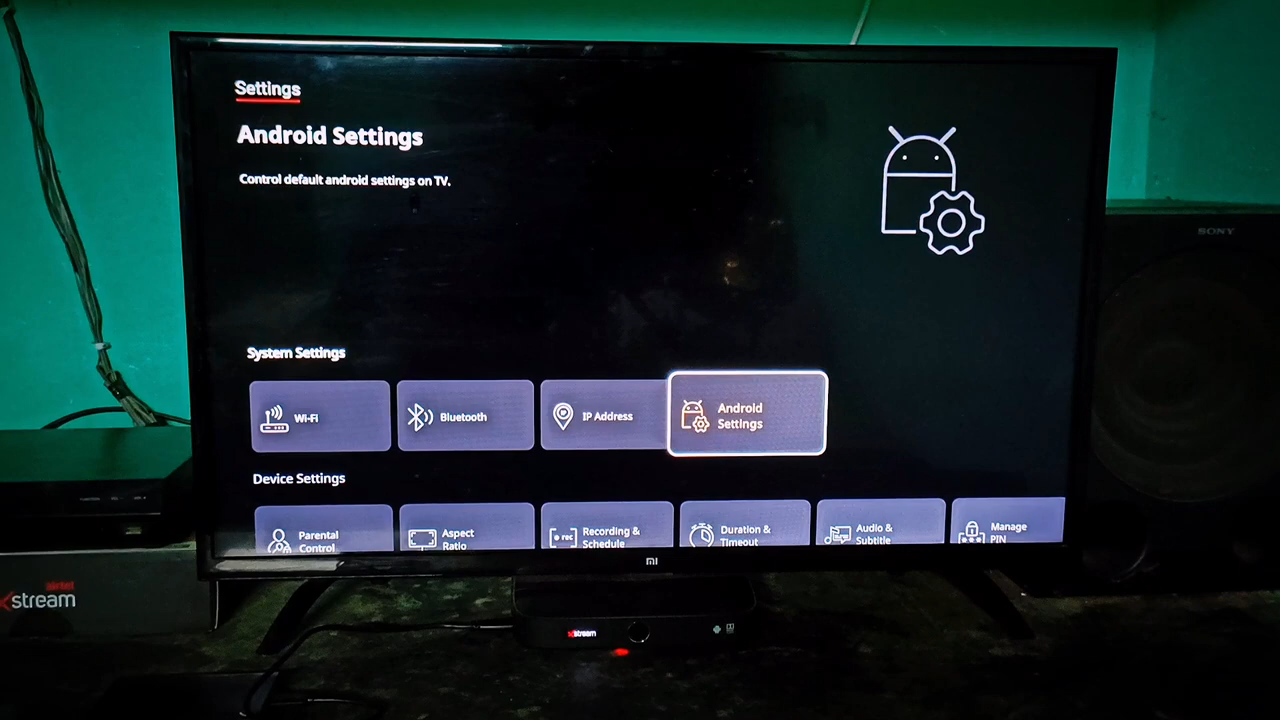 Settings
Android Settings
Control default android settings on TV.
System Settings
Wi-Fi
Bluetooth
IP Address
Android
Settings
Device Settings
Parental
Control
Aspect
Ratio
rec
Recording &
Schedule
Duration &
Timeout
Audio &
Subtitle
Manage
PIN
SONY
mi
airtel
Xstream
Xstream